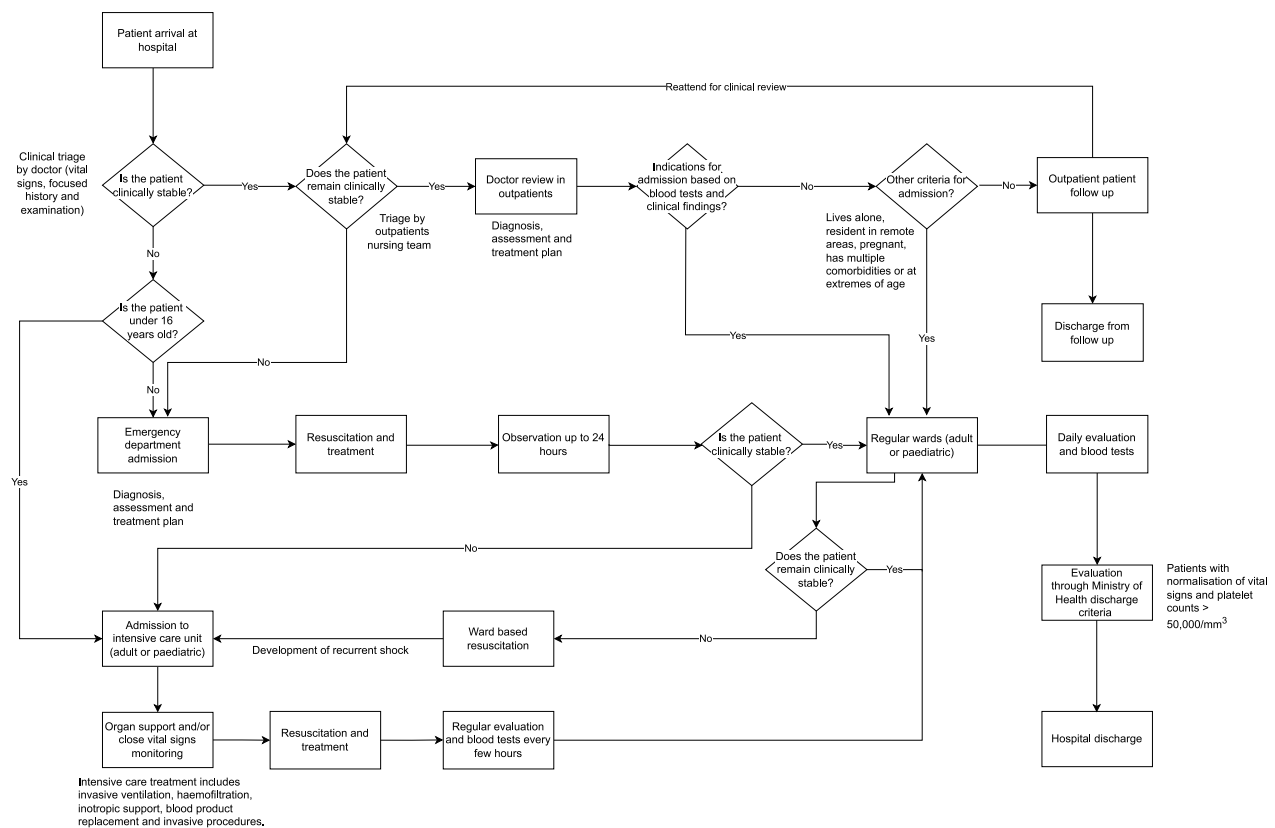 Patient arrival at
hospital
Reattend for clinical review
Clinical triage
by doctor (vital
signs, focused
history and
examination)
Is the patient
clinically stable?
Yes
Does the patient
remain clinically
stable?
Yes
Triage by
outpatients
nursing team
Doctor review in
outpatients
Diagnosis,
assessment and
treatment plan
Indications for
admission based on
blood tests and
clinical findings?
No
Other criteria for
admission?
Lives alone,
resident in remote
areas, pregnant,
has multiple
comorbidities or at
extremes of age
No
Outpatient patient
follow up
Discharge from
follow up
No
Is the patient
under 16
years old?
No
No
Yes
Yes
Yes
Emergency
department
admission
Diagnosis,
assessment and
treatment plan
Resuscitation and
treatment
Observation up to 24
hours
Is the patient
clinically stable?
Yes
Regular wards (adult
or paediatric)
Daily evaluation
and blood tests
No
Does the patient
remain clinically
stable?
Yes
No
Evaluation
through Ministry of
Health discharge
criteria
Patients with
normalisation of vital
signs and platelet
counts >
50,000/mm³
Admission to
intensive care unit
(adult or paediatric)
Development of recurrent shock
Ward based
resuscitation
Organ support and/or
close vital signs
monitoring
Resuscitation and
treatment
Regular evaluation
and blood tests every
few hours
Hospital discharge
Intensive care treatment includes
invasive ventilation, haemofiltration,
inotropic support, blood product
replacement and invasive procedures.